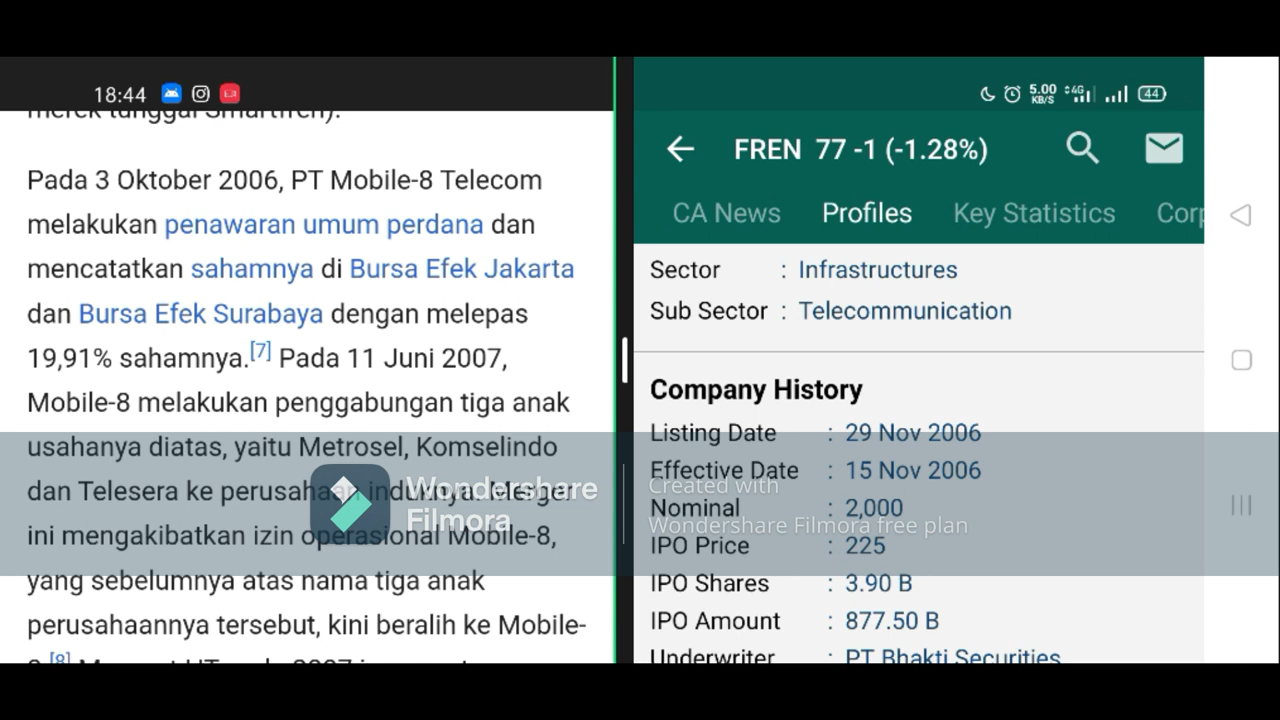 18:44
merek tunggal Smartfren).
Pada 3 Oktober 2006, PT Mobile-8 Telecom
melakukan penawaran umum perdana dan
mencatatkan sahamnya di Bursa Efek Jakarta
dan Bursa Efek Surabaya dengan melepas
19,91% sahamnya.[7] Pada 11 Juni 2007,
Mobile-8 melakukan penggabungan tiga anak
usahanya diatas, yaitu Metrosel, Komselindo
dan Telesera ke perusahaan induknya. Merger
ini mengakibatkan izin operasional Mobile-8,
yang sebelumnya atas nama tiga anak
perusahaannya tersebut, kini beralih ke Mobile-
8.[8]
5.00 KB/S 4G 44
FREN 77 -1 (-1.28%)
CA News Profiles Key Statistics Corp
Sector : Infrastructures
Sub Sector : Telecommunication
Company History
Listing Date : 29 Nov 2006
Effective Date : 15 Nov 2006
Nominal : 2,000
IPO Price : 225
IPO Shares : 3.90 B
IPO Amount : 877.50 B
Underwriter : PT Bhakti Securities
Wondershare
Filmora
Created with
Wondershare Filmora free plan